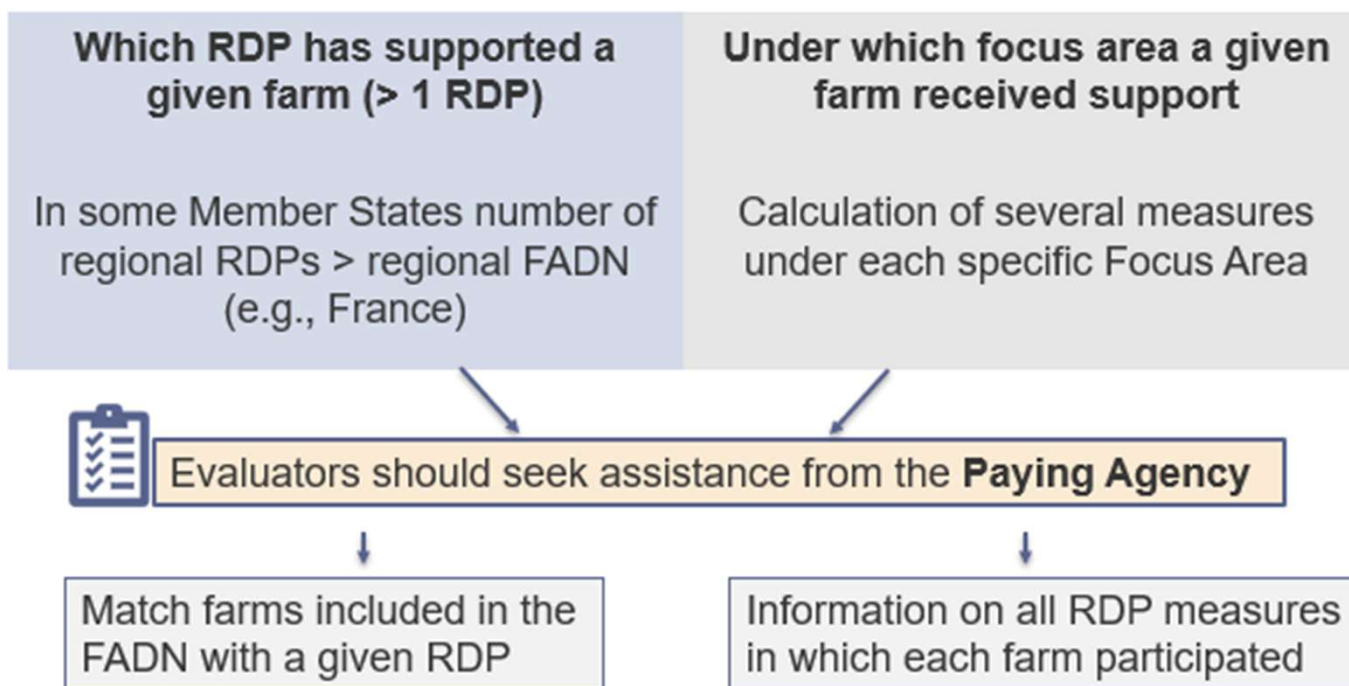 Which RDP has supported a
given farm (> 1 RDP)
In some Member States number of
regional RDPs > regional FADN
(e.g., France)
Under which focus area a given
farm received support
Calculation of several measures
under each specific Focus Area
Evaluators should seek assistance from the Paying Agency
Match farms included in the
FADN with a given RDP
Information on all RDP measures
in which each farm participated